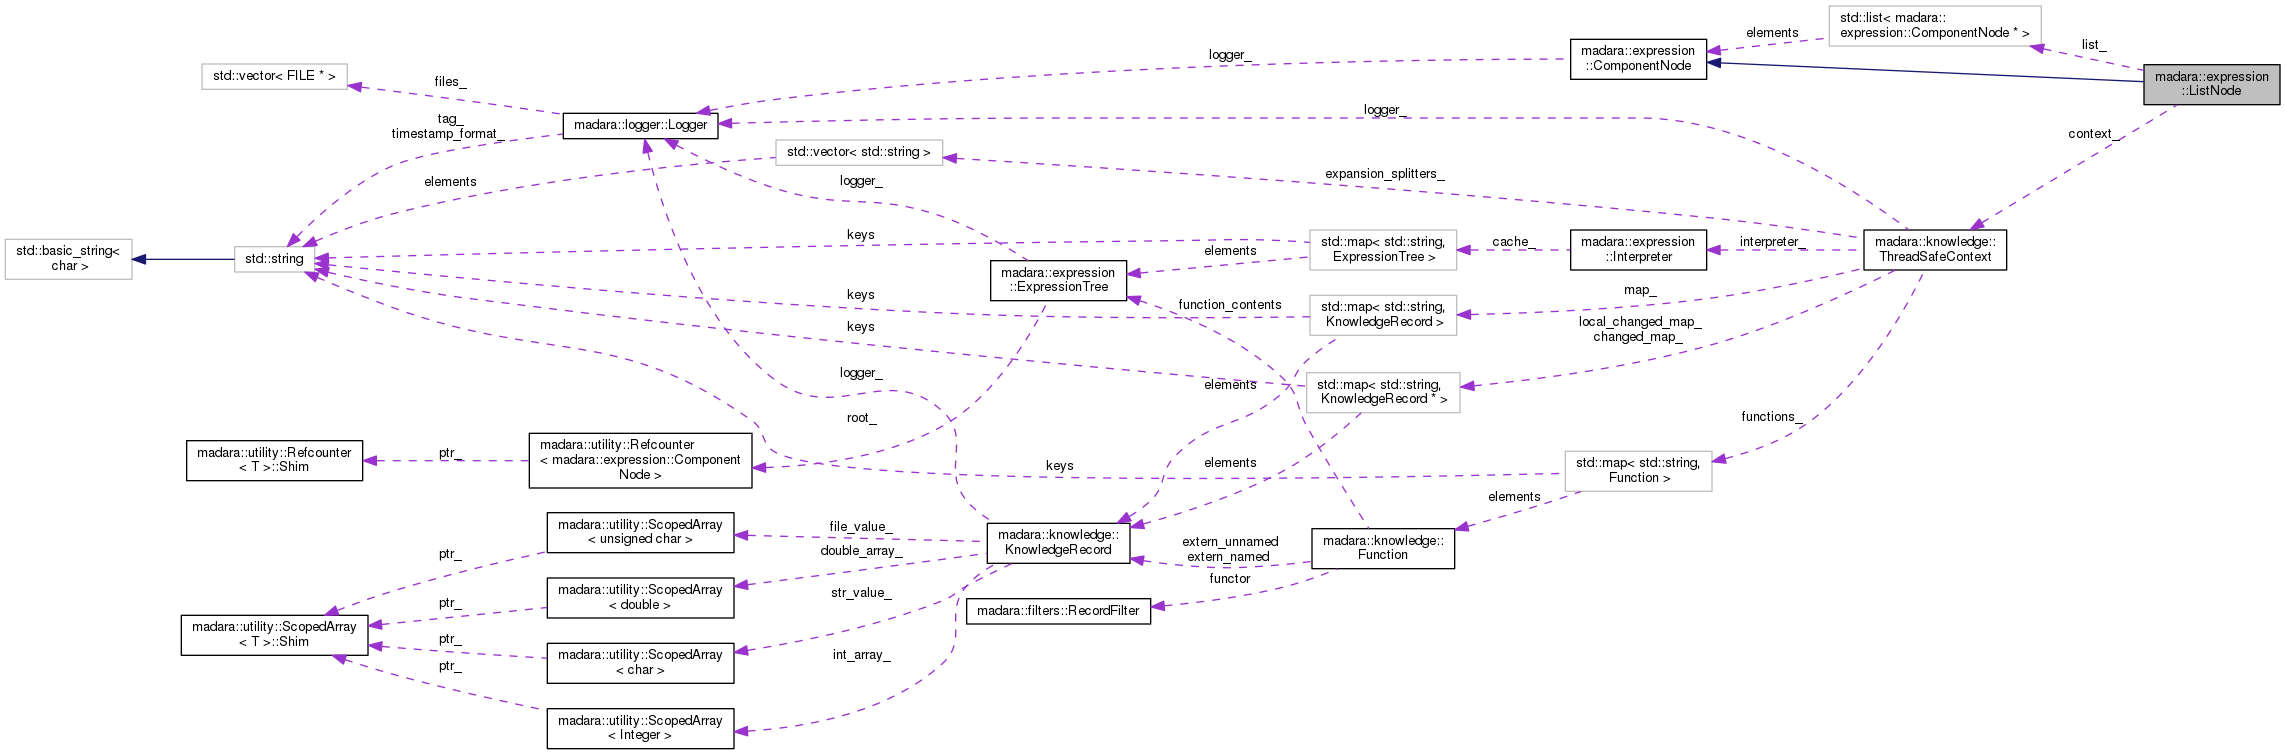 std::list< madara::
expression::ComponentNode * >
elements
list_
madara::expression
::ComponentNode
logger_
madara::expression
::ListNode
std::vector< FILE * >
files_
logger_
madara::logger::Logger
tag_
timestamp_format_
context_
std::vector< std::string >
elements
logger_
expansion_splitters_
keys
std::map< std::string,
ExpressionTree >
cache_
madara::expression
::Interpreter
interpreter_
madara::knowledge::
ThreadSafeContext
std::basic_string<
char >
std::string
elements
madara::expression
::ExpressionTree
keys
function_contents
std::map< std::string,
KnowledgeRecord >
map_
keys
local_changed_map_
changed_map_
logger_
elements
std::map< std::string,
KnowledgeRecord * >
root_
functions_
madara::utility::Refcounter
< T >::Shim
ptr_
madara::utility::Refcounter
< madara::expression::Component
Node >
keys
elements
std::map< std::string,
Function >
elements
madara::utility::ScopedArray
< unsigned char >
file_value_
madara::knowledge::
KnowledgeRecord
extern_unnamed
extern_named
madara::knowledge::
Function
ptr_
double_array_
functor
madara::utility::ScopedArray
< double >
ptr_
str_value_
madara::filters::RecordFilter
madara::utility::ScopedArray
< T >::Shim
ptr_
madara::utility::ScopedArray
< char >
int_array_
ptr_
madara::utility::ScopedArray
< Integer >